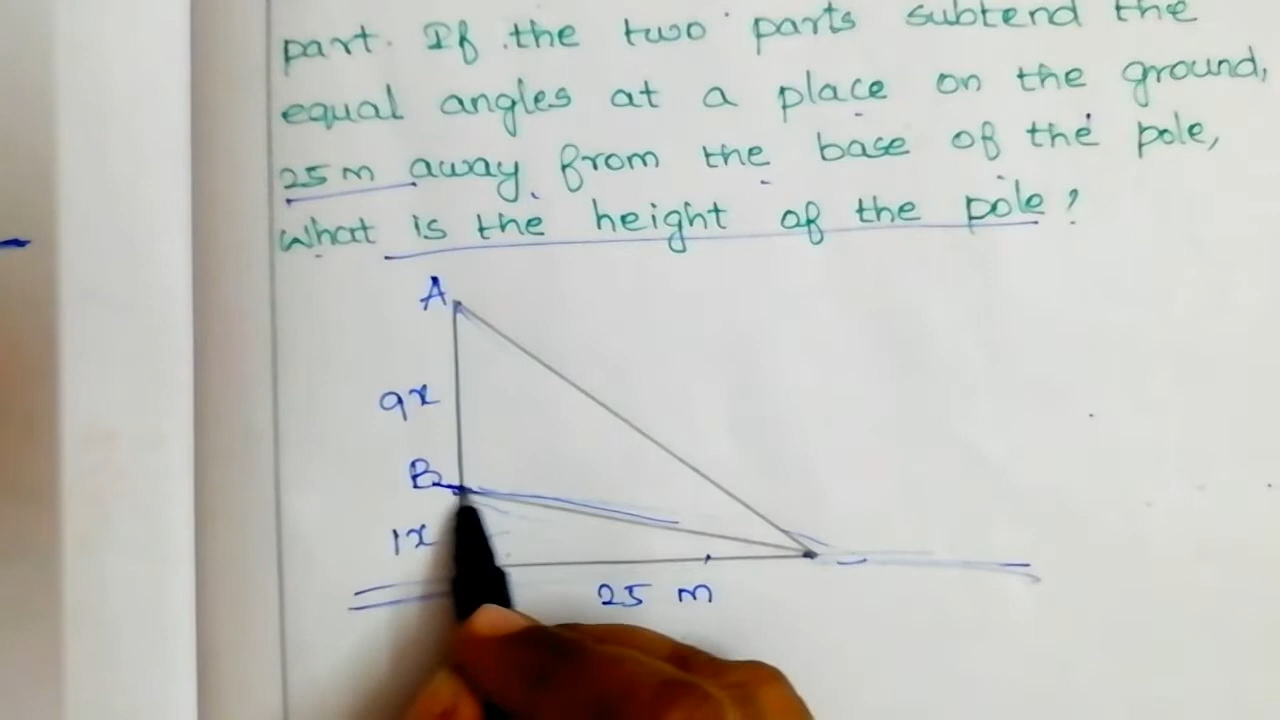 part. If the two parts subtend the
equal angles at a place on the ground,
25m away from the base of the pole,
what is the height of the pole?
A
9x
B
1x
25 m